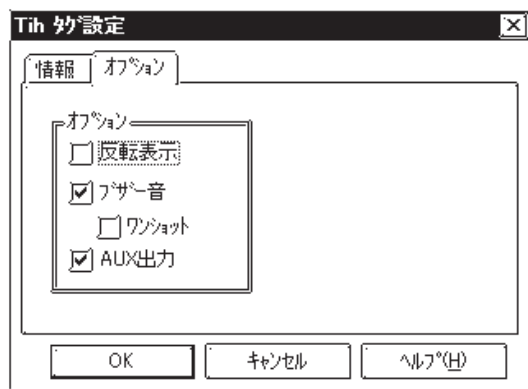 Tih ﾀｸﾞ設定
情報 ｵﾌﾟｼｮﾝ
ｵﾌﾟｼｮﾝ
反転表示
ﾌﾞｻﾞｰ音
ﾜﾝｼｮｯﾄ
AUX出力
OK ｷｬﾝｾﾙ ﾍﾙﾌﾟ(H)